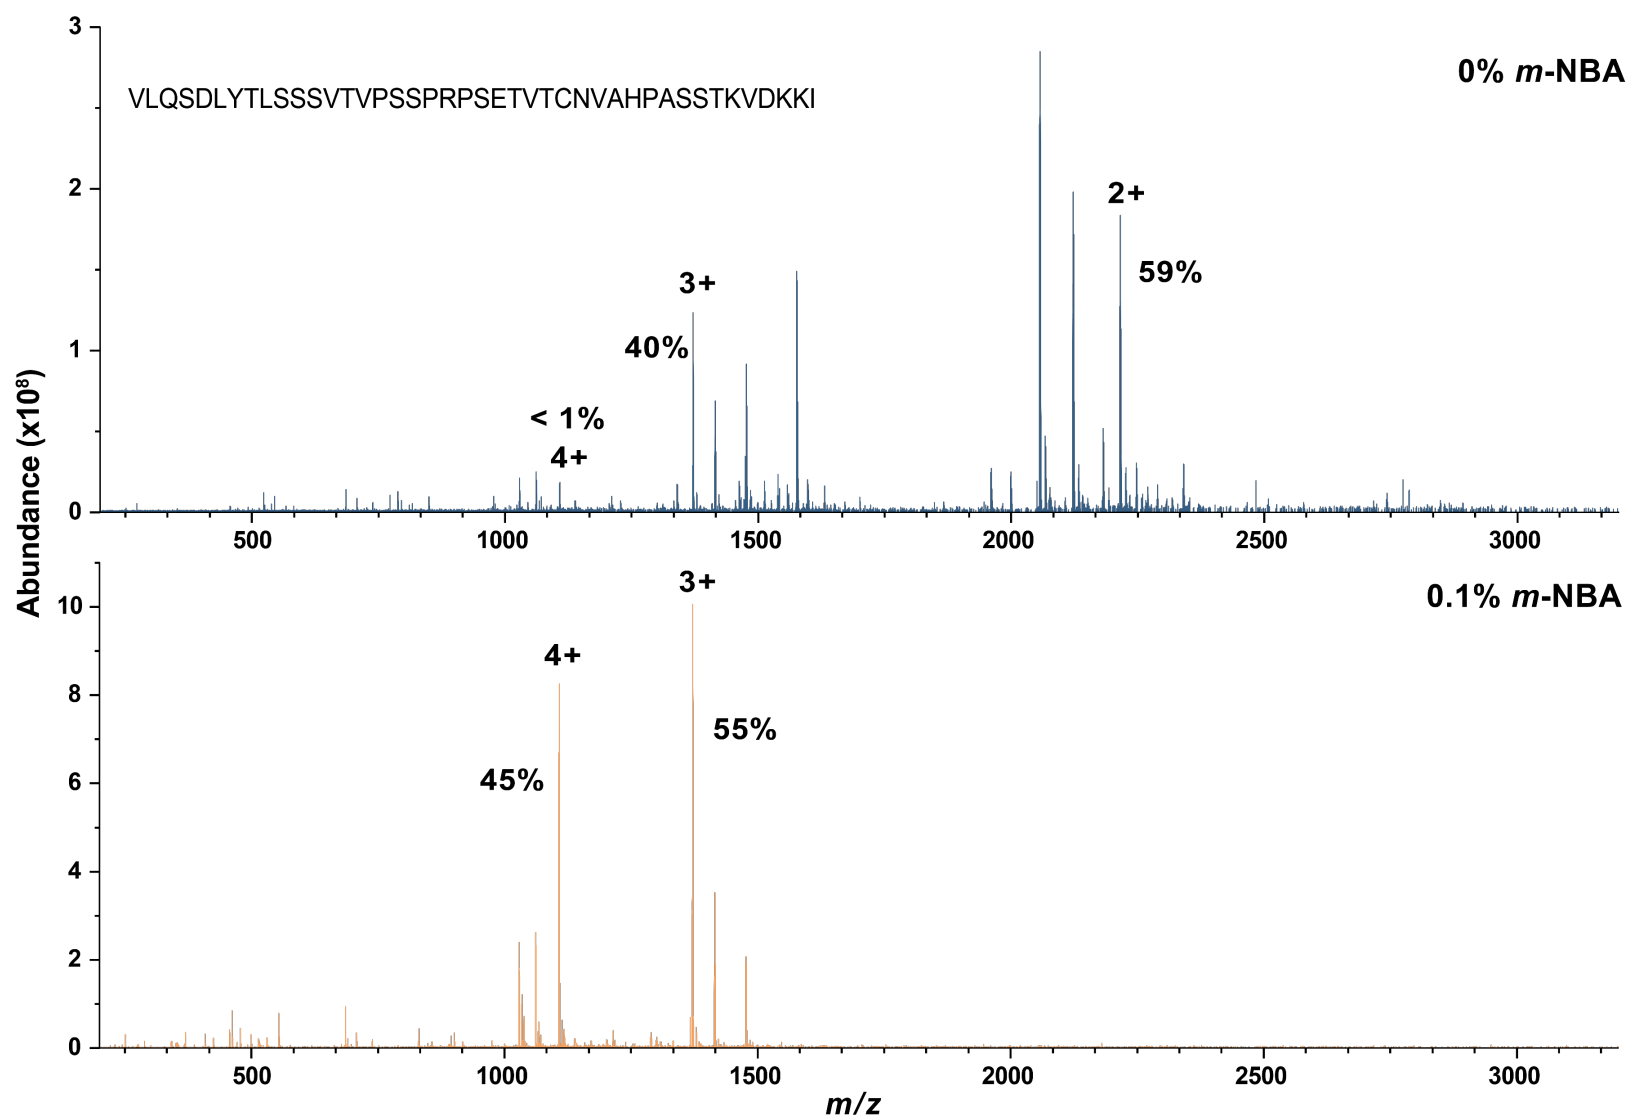 3
0% m-NBA
VLQSDLYTLSSSVTVPSSPRPSETVTCNVAHPASSTKVDKKI
2
2+
59%
3+
40%
1
< 1%
4+
0
500 1000 1500 2000 2500 3000
Abundance (x10⁸)
10
3+
0.1% m-NBA
4+
8
55%
45%
6
4
2
0
500 1000 1500 2000 2500 3000
m/z